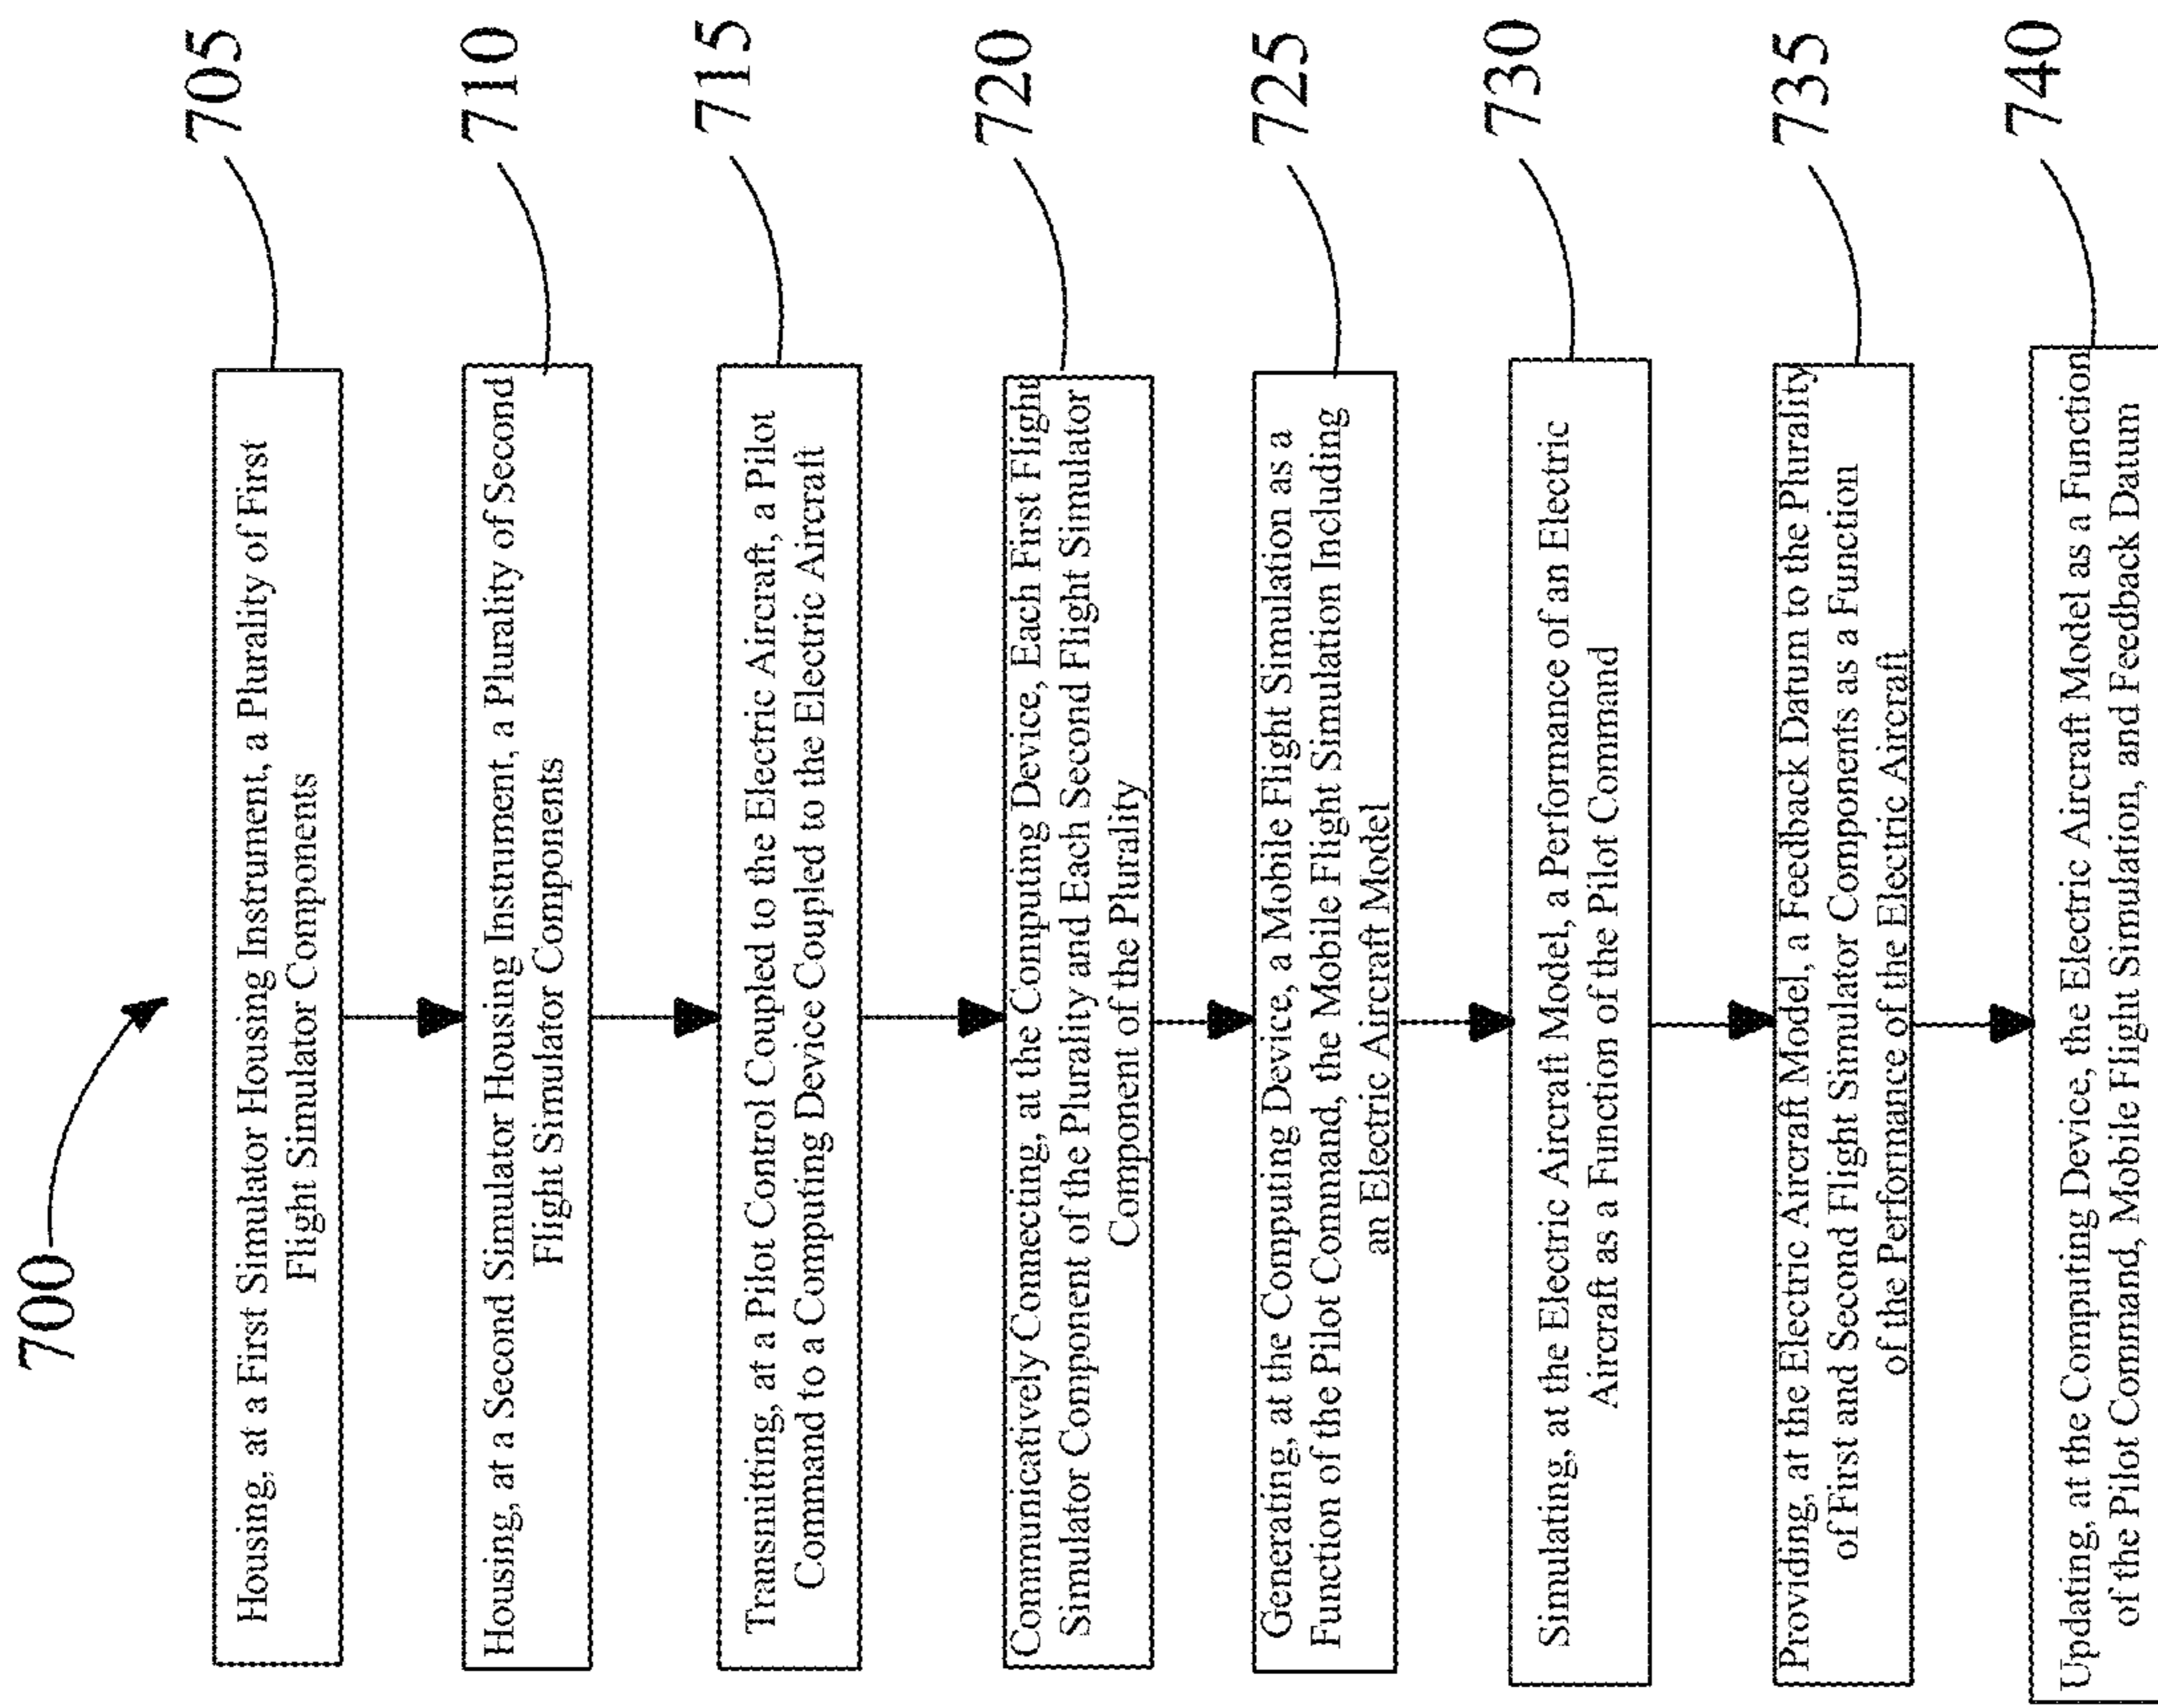 700
Housing, at a First Simulator Housing Instrument, a Plurality of First
Flight Simulator Components
705
Housing, at a Second Simulator Housing Instrument, a Plurality of Second
Flight Simulator Components
710
Transmitting, at a Pilot Control Coupled to the Electric Aircraft, a Pilot
Command to a Computing Device Coupled to the Electric Aircraft
715
Communicatively Connecting, at the Computing Device, Each First Flight
Simulator Component of the Plurality and Each Second Flight Simulator
Component of the Plurality
720
Generating, at the Computing Device, a Mobile Flight Simulation as a
Function of the Pilot Command, the Mobile Flight Simulation Including
an Electric Aircraft Model
725
Simulating, at the Electric Aircraft Model, a Performance of an Electric
Aircraft as a Function of the Pilot Command
730
Providing, at the Electric Aircraft Model, a Feedback Datum to the Plurality
of First and Second Flight Simulator Components as a Function
of the Performance of the Electric Aircraft
735
Updating, at the Computing Device, the Electric Aircraft Model as a Function
of the Pilot Command, Mobile Flight Simulation, and Feedback Datum
740